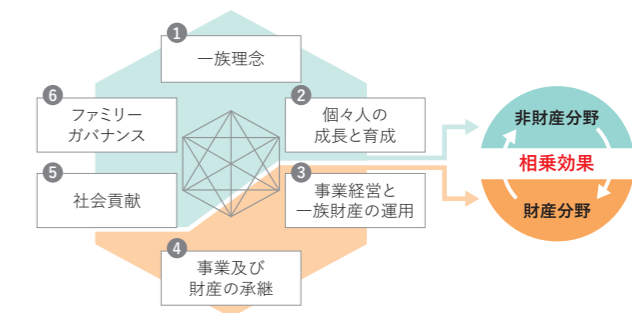 1
一族理念
2
個々人の
成長と育成
3
事業経営と
一族財産の運用
4
事業及び
財産の承継
5
社会貢献
6
ファミリー
ガバナンス
非財産分野
相乗効果
財産分野